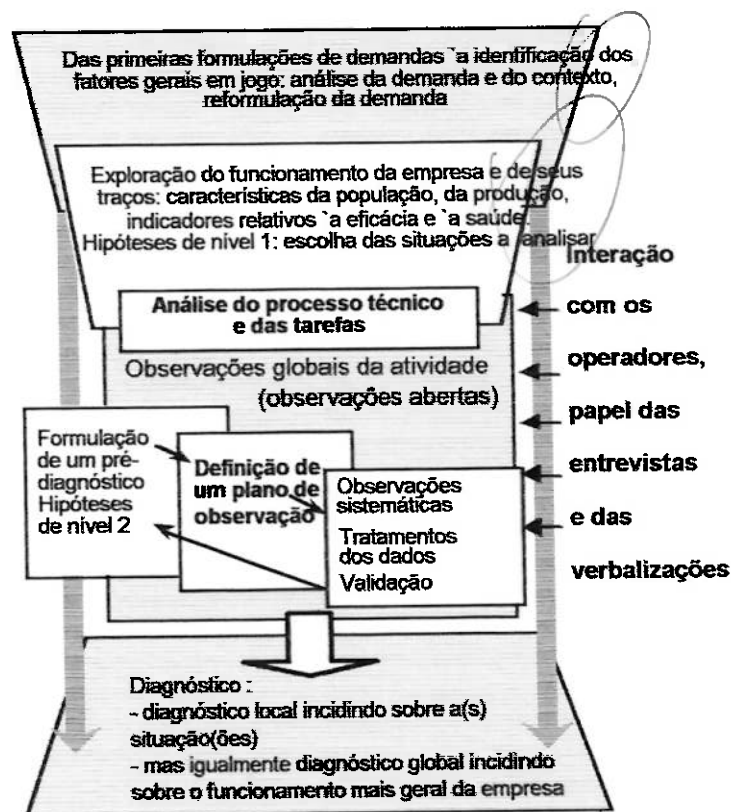 Das primeiras formulações de demandas `a identificação dos
fatores gerais em jogo: análise da demanda e do contexto,
reformulação da demanda
Exploração do funcionamento da empresa e de seus
traços: características da população, da produção,
indicadores relativos `a eficácia e `a saúde
Hipóteses de nível 1: escolha das situações a analisar
Análise do processo técnico
e das tarefas
Observações globais da atividade
(observações abertas)
Formulação
de um pré-
diagnóstico
Hipóteses
de nível 2
Definição de
um plano de
observação
Observações
sistemáticas
Tratamentos
dos dados
Validação
Interação
com os
operadores,
papel das
entrevistas
e das
verbalizações
Diagnóstico :
- diagnóstico local incidindo sobre a(s)
situação(ões)
- mas igualmente diagnóstico global incidindo
sobre o funcionamento mais geral da empresa